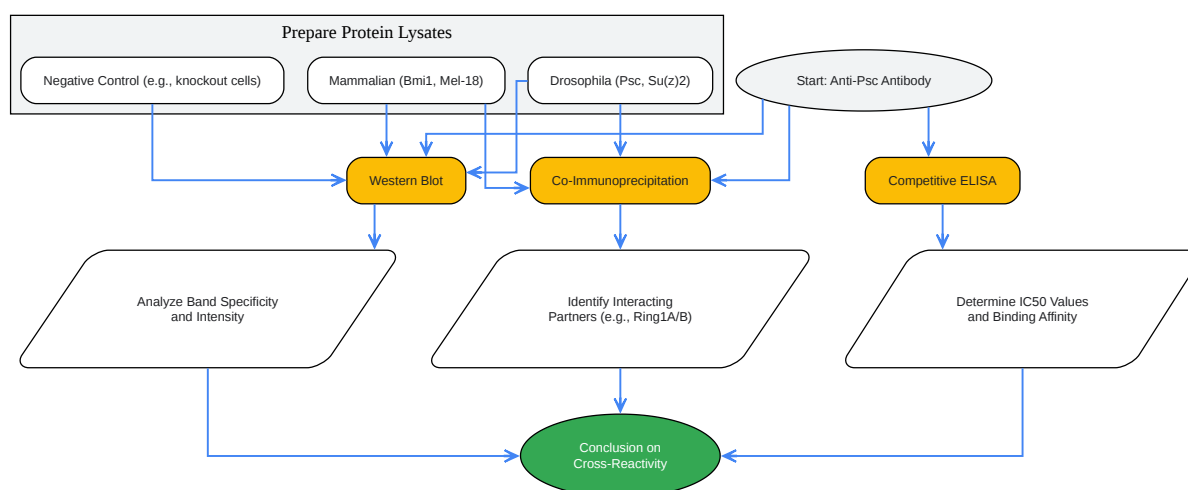 Prepare Protein Lysates
Negative Control (e.g., knockout cells)
Mammalian (Bmi1, Mel-18)
Drosophila (Psc, Su(z)2)
Start: Anti-Psc Antibody
Western Blot
Co-Immunoprecipitation
Competitive ELISA
Analyze Band Specificity
and Intensity
Identify Interacting
Partners (e.g., Ring1A/B)
Determine IC50 Values
and Binding Affinity
Conclusion on
Cross-Reactivity